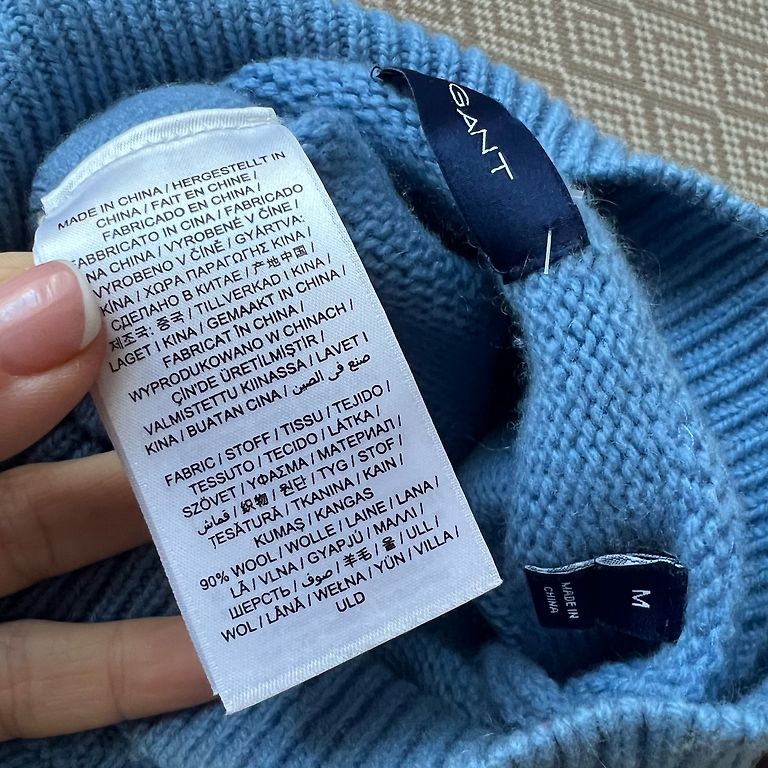 MADE IN CHINA / HERGESTELLT IN
CHINA / FAIT EN CHINE /
FABRICADO EN CHINA /
FABBRICATO IN CINA / FABRICADO
NA CHINA / VYROBENÉ V ČÍNE /
VYROBENO V ČÍNĚ / GYÁRTVA:
KÍNA / ΧΩΡΑ ΠΑΡΑΓΩΓΗΣ ΚΙΝΑ /
СДЕЛАНО В КИТАЕ / 产地中国 /
제조국: 중국 / TILLVERKAD I KINA /
LAGET I KINA / GEMAAKT IN CHINA /
FABRICAT ÎN CHINA /
WYPRODUKOWANO W CHINACH /
ÇİNDE ÜRETİLMİŞTİR /
VALMISTETTU KIINASSA / LAVET I
KINA / BUATAN CINA / صنع في الصين
FABRIC / STOFF / TISSU / TEJIDO /
TESSUTO / TECIDO / LÁTKA /
SZÖVET / ΥΦΑΣΜΑ / МАТЕРИАЛ /
قماش / 织物 / 원단 / TYG / STOF /
ȚESĂTURĂ / TKANINA / KAIN /
KUMAŞ / KANGAS
90% WOOL / WOLLE / LAINE / LANA /
LÃ / VLNA / GYAPJÚ / ΜΑΛΛΙ /
ШЕРСТЬ / صوف / 羊毛 / 울 / ULL /
WOL / LÂNĂ / WEŁNA / YÜN / VILLA /
ULD
GANT
MADE IN
CHINA
M